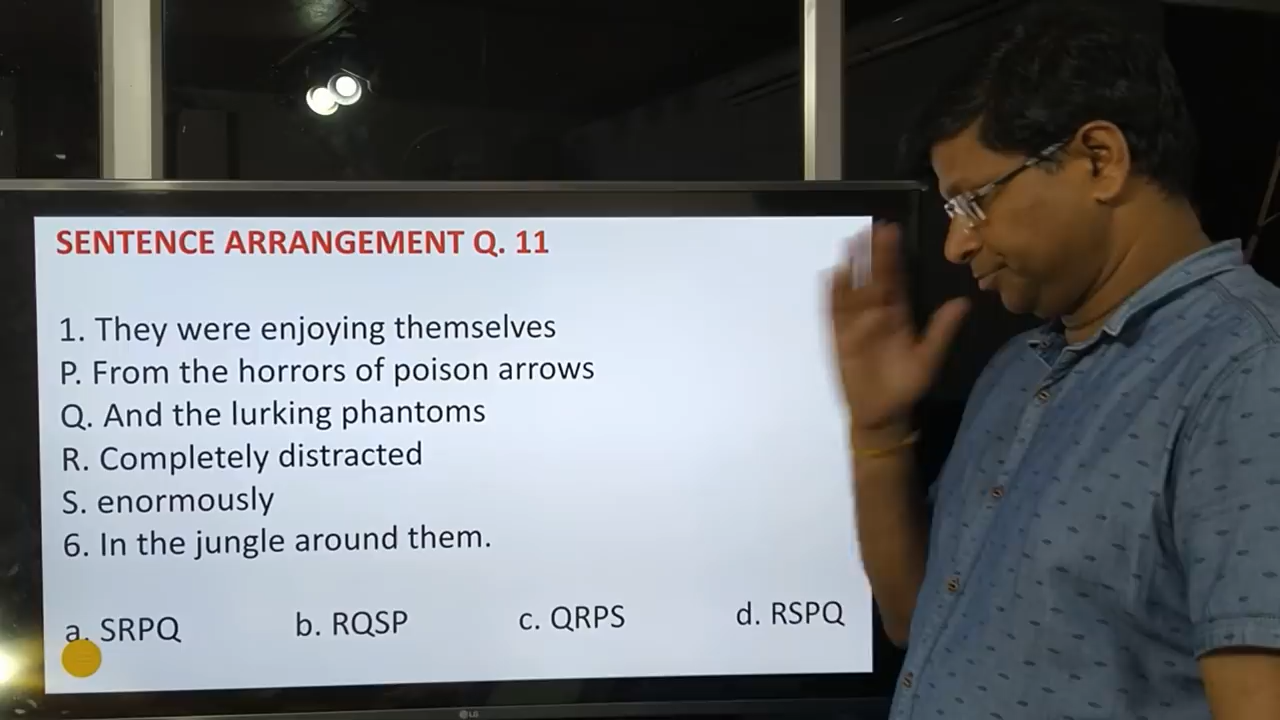 SENTENCE ARRANGEMENT Q. 11
1. They were enjoying themselves
P. From the horrors of poison arrows
Q. And the lurking phantoms
R. Completely distracted
S. enormously
6. In the jungle around them.
a. SRPQ b. RQSP c. QRPS d. RSPQ
LG